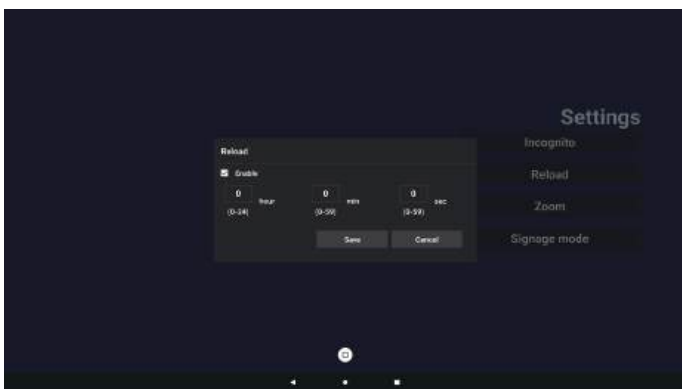 Settings
Incognito
Reload
Zoom
Signage mode
Reload
Enable
0 hour 0 min 0 sec
(0-24) (0-59) (0-59)
Save Cancel